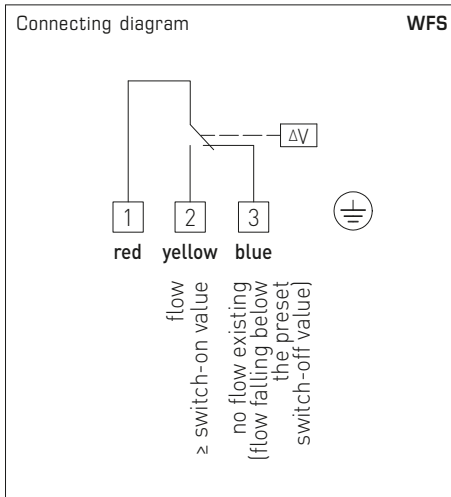 Connecting diagram
WFS
ΔV
1
2
3
red
yellow
blue
flow
≥ switch-on value
no flow existing
(flow falling below
the preset
switch-off value)